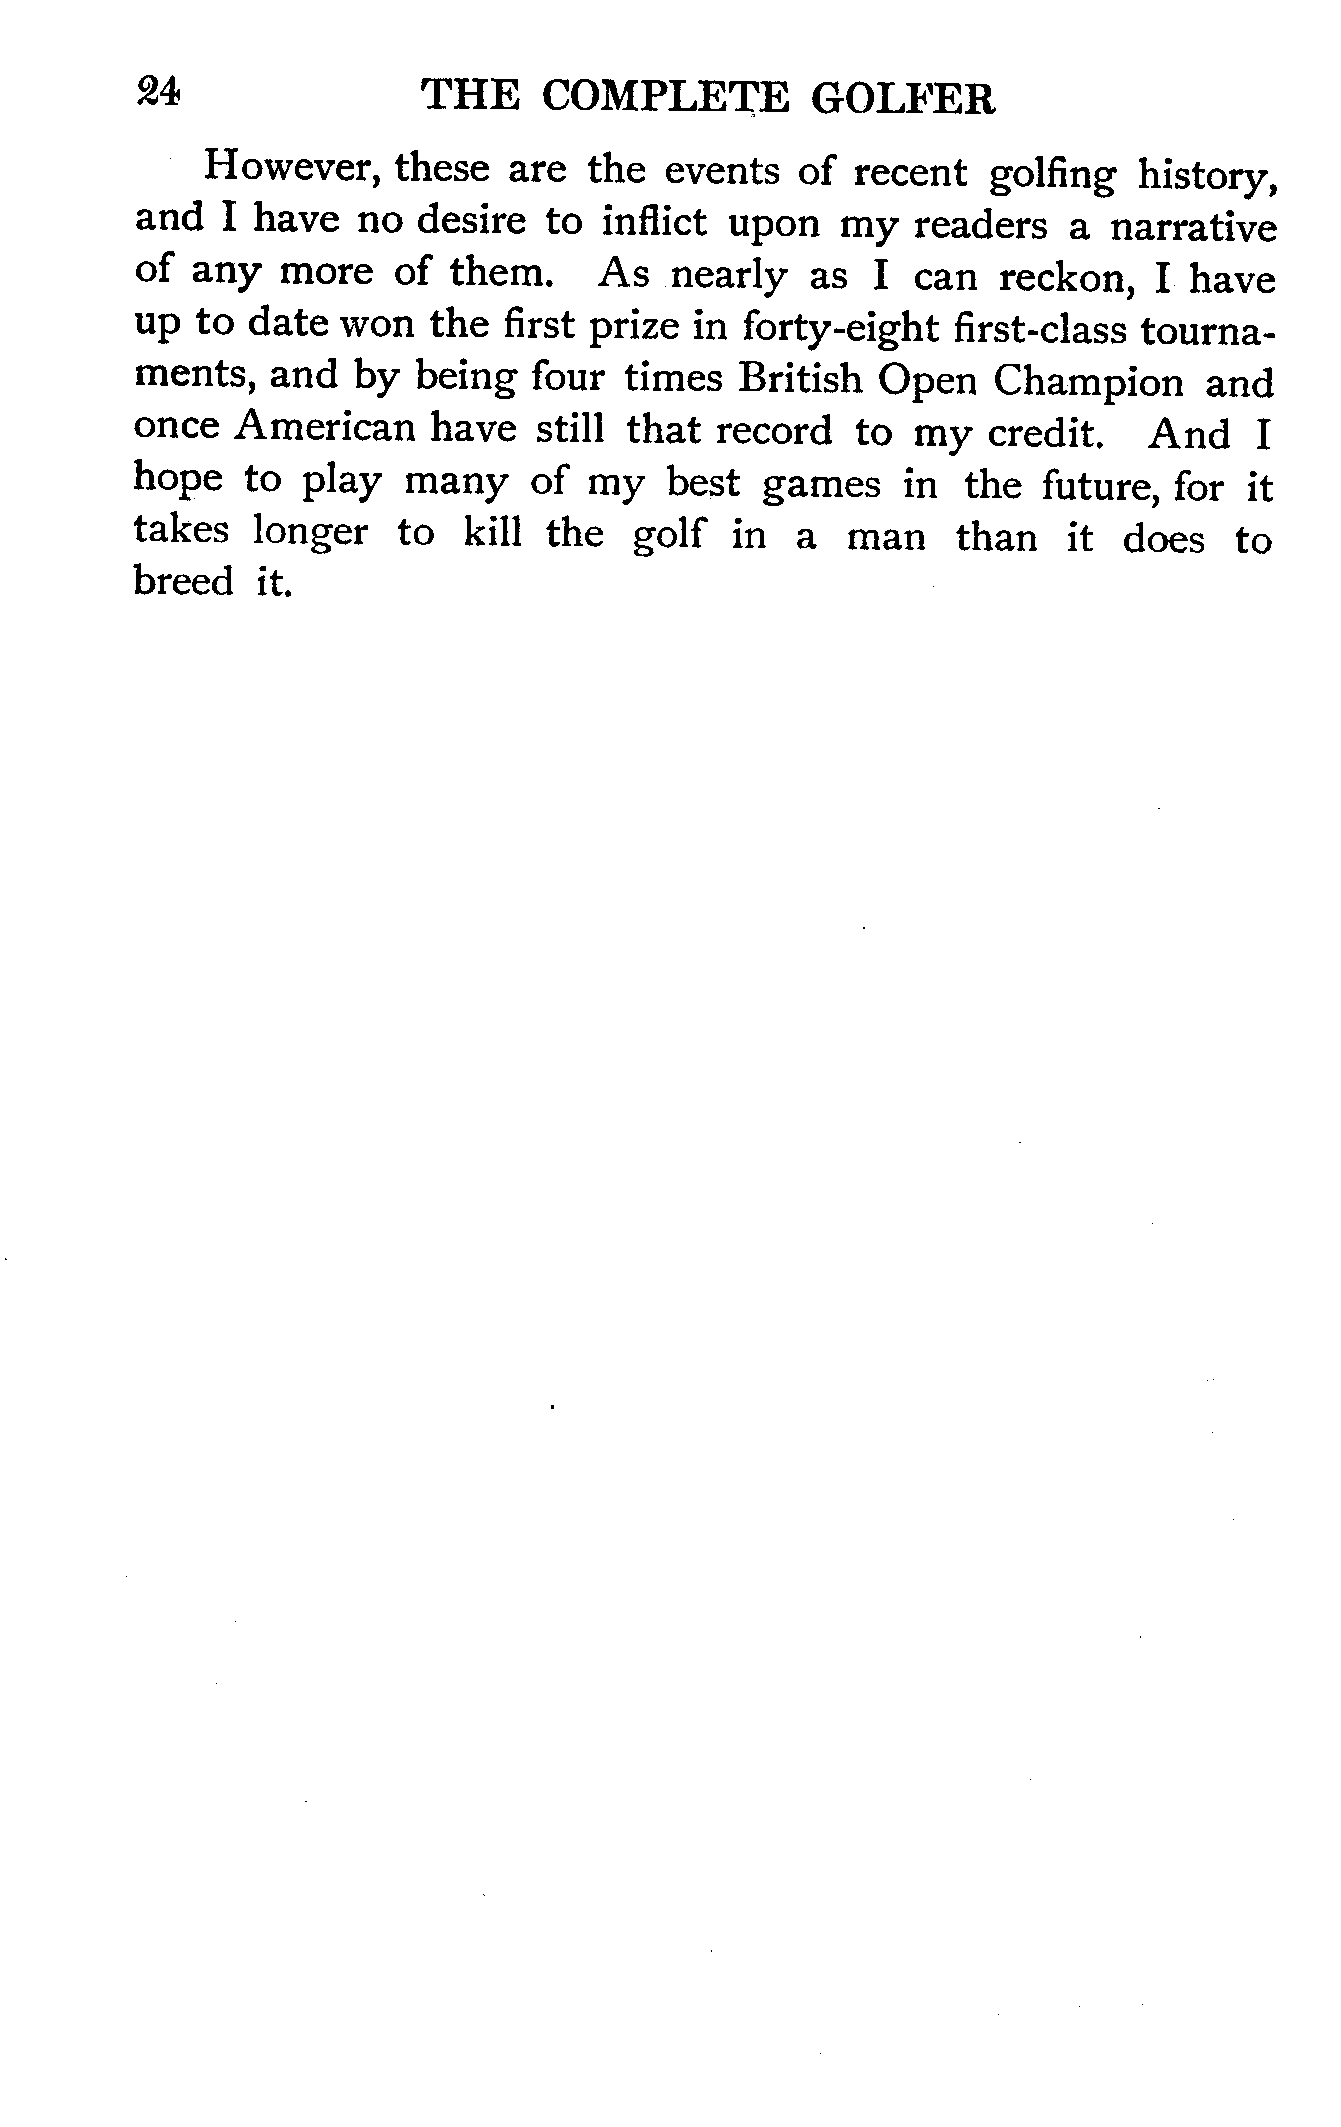 24 THE COMPLETE GOLFER
However, these are the events of recent golfing history,
and I have no desire to inflict upon my readers a narrative
of any more of them. As nearly as I can reckon, I have
up to date won the first prize in forty-eight first-class tourna-
ments, and by being four times British Open Champion and
once American have still that record to my credit. And I
hope to play many of my best games in the future, for it
takes longer to kill the golf in a man than it does to
breed it.